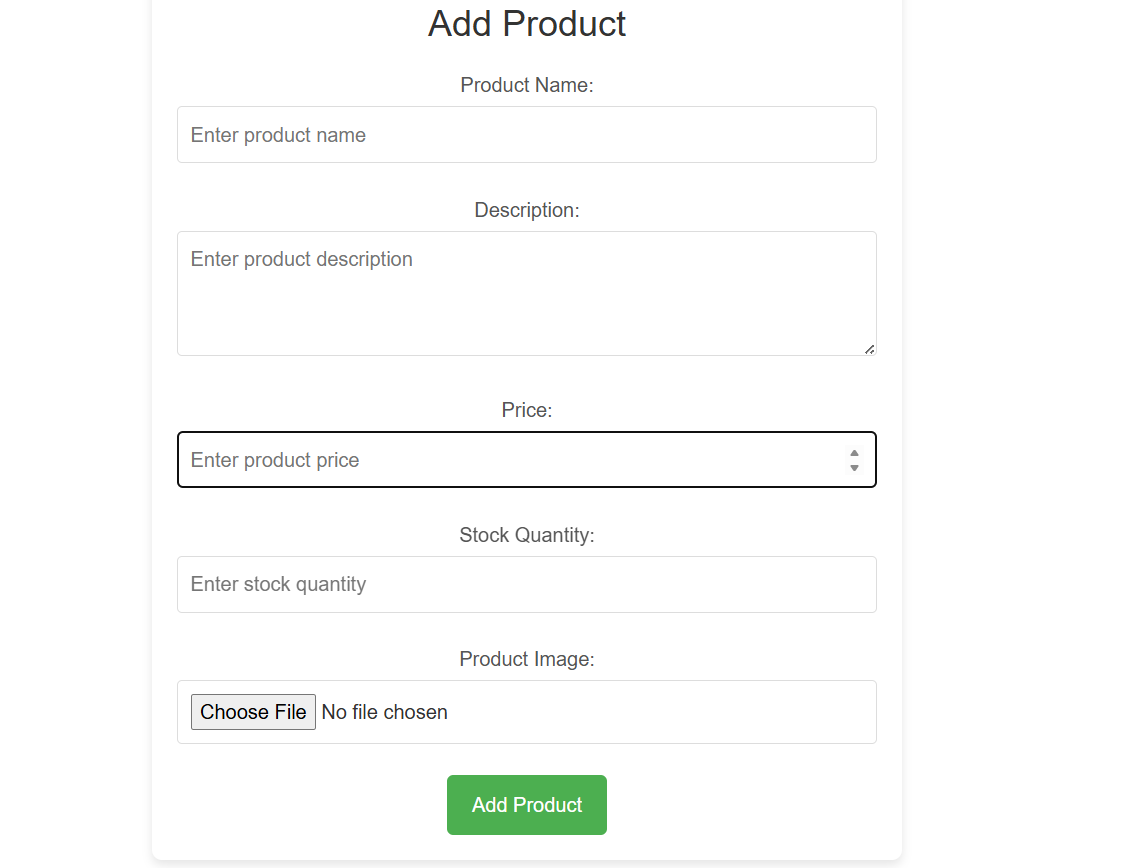 Add Product
Product Name:
Enter product name
Description:
Enter product description
Price:
Enter product price
Stock Quantity:
Enter stock quantity
Product Image:
Choose File No file chosen
Add Product